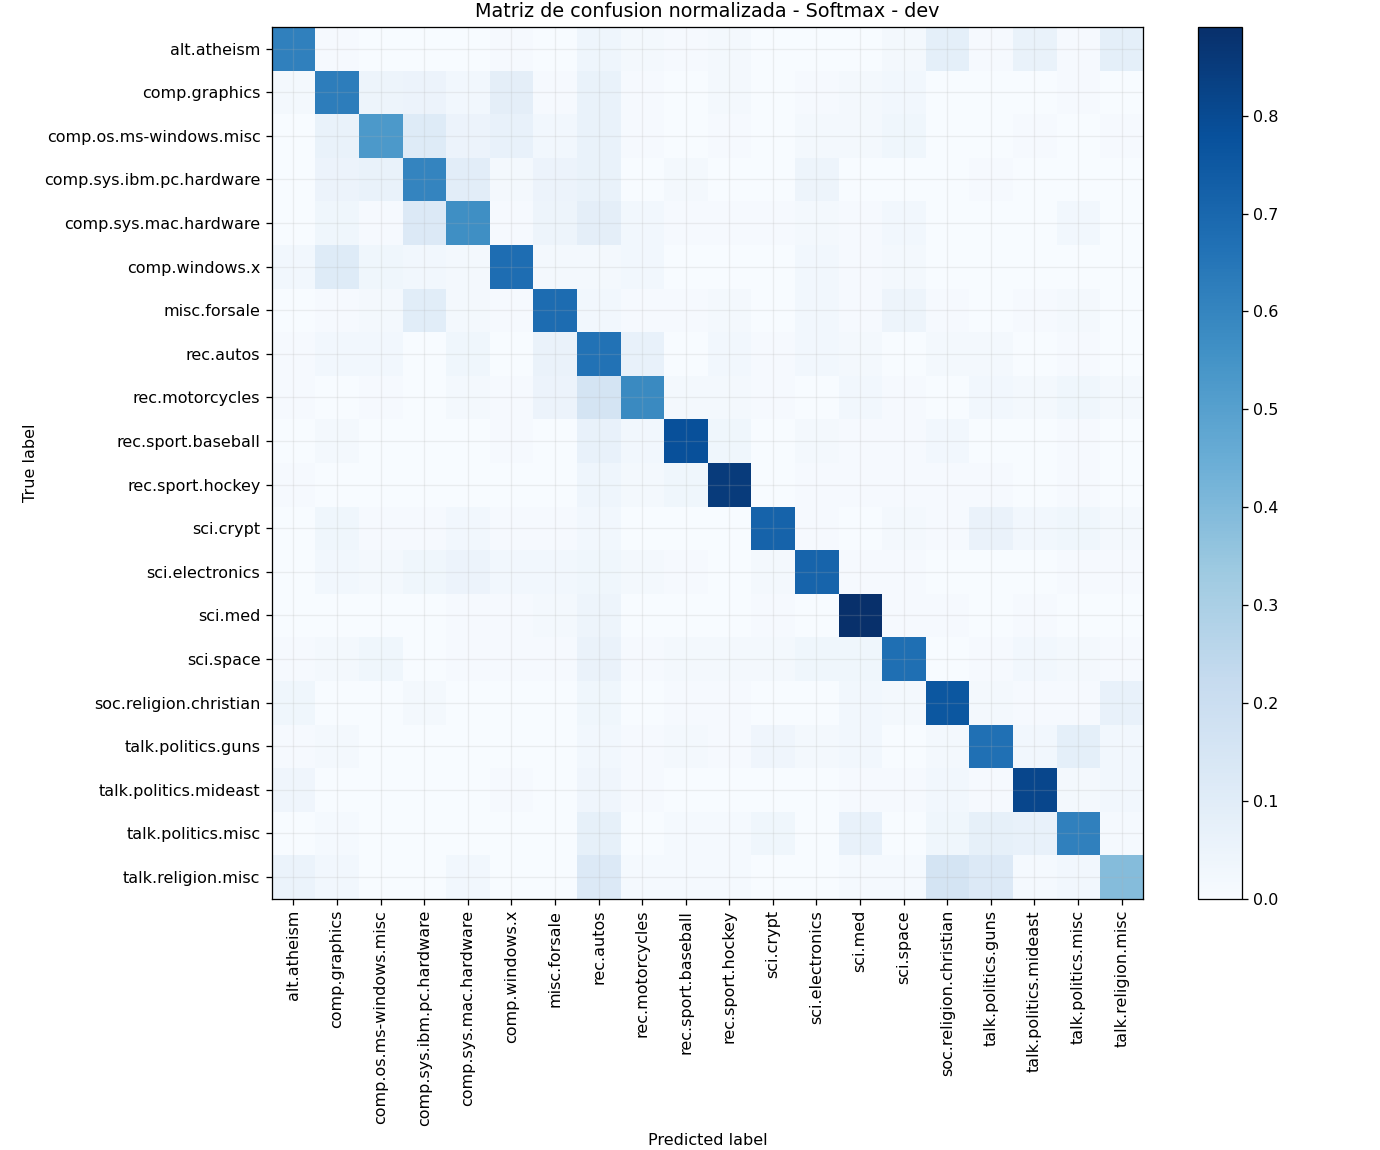 Matriz de confusion normalizada - Softmax - dev
True label
alt.atheism
comp.graphics
comp.os.ms-windows.misc
comp.sys.ibm.pc.hardware
comp.sys.mac.hardware
comp.windows.x
misc.forsale
rec.autos
rec.motorcycles
rec.sport.baseball
rec.sport.hockey
sci.crypt
sci.electronics
sci.med
sci.space
soc.religion.christian
talk.politics.guns
talk.politics.mideast
talk.politics.misc
talk.religion.misc
alt.atheism
comp.graphics
comp.os.ms-windows.misc
comp.sys.ibm.pc.hardware
comp.sys.mac.hardware
comp.windows.x
misc.forsale
rec.autos
rec.motorcycles
rec.sport.baseball
rec.sport.hockey
sci.crypt
sci.electronics
sci.med
sci.space
soc.religion.christian
talk.politics.guns
talk.politics.mideast
talk.politics.misc
talk.religion.misc
Predicted label
0.8
0.7
0.6
0.5
0.4
0.3
0.2
0.1
0.0